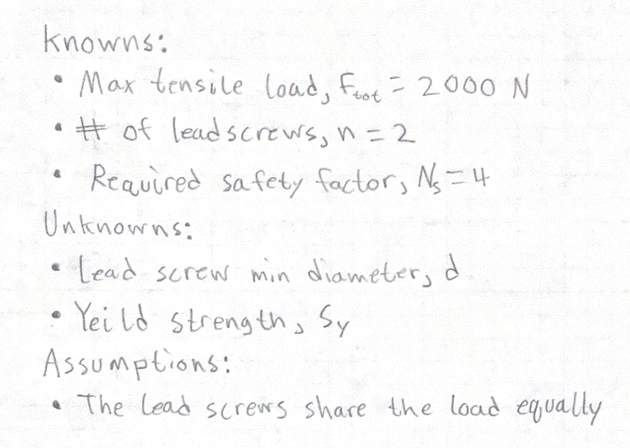 knowns:
• Max tensile load, Ftot = 2000 N
• # of leadscrews, n = 2
• Required safety factor, Ns = 4
Unknowns:
• Lead screw min diameter, d
• Yeild strength, Sy
Assumptions:
• The lead screws share the load equally